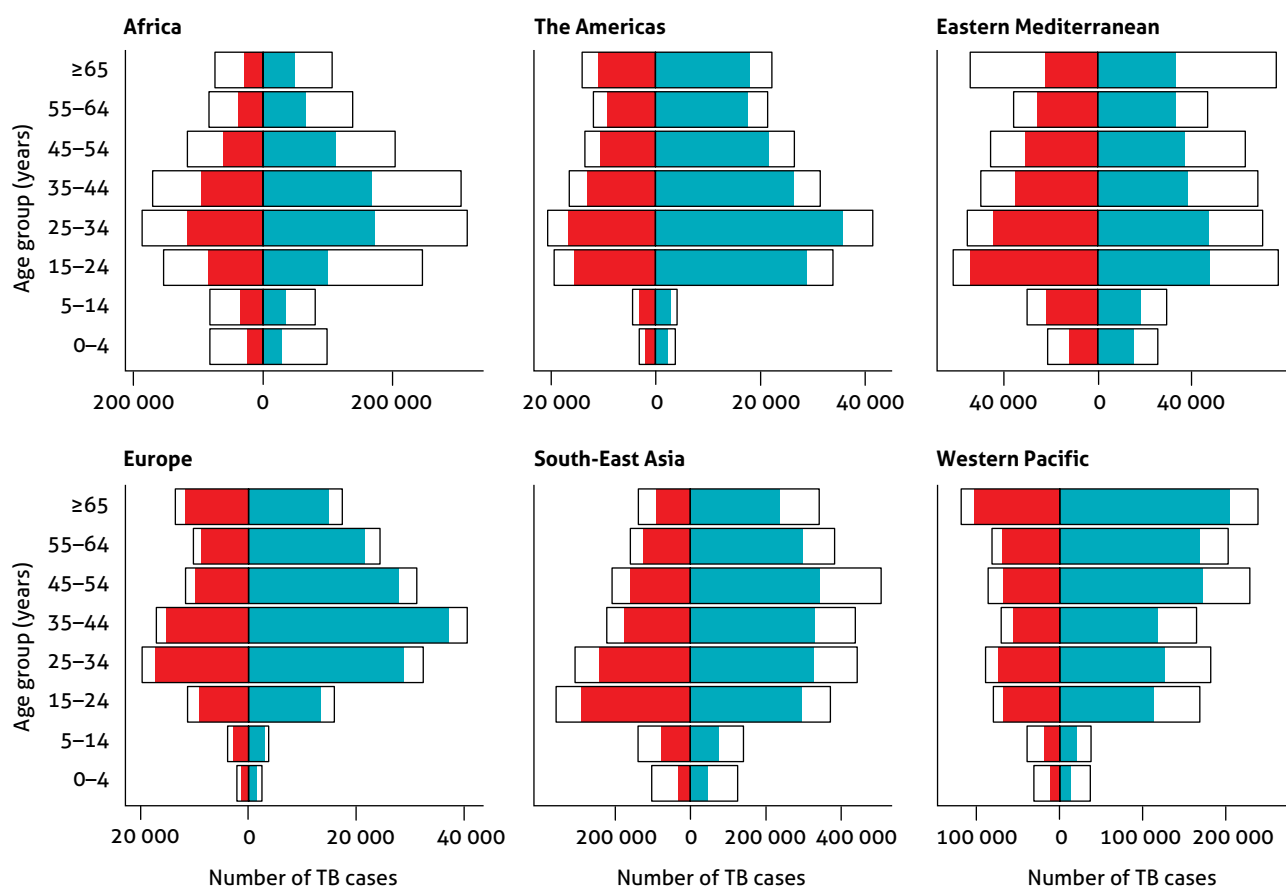 Africa
The Americas
Eastern Mediterranean
Age group (years)
≥65
55–64
45–54
35–44
25–34
15–24
5–14
0–4
200 000 0 200 000
20 000 0 20 000 40 000
40 000 0 40 000
Europe
South-East Asia
Western Pacific
Age group (years)
≥65
55–64
45–54
35–44
25–34
15–24
5–14
0–4
20 000 0 20 000 40 000
200 000 0 200 000 400 000
100 000 0 100 000 200 000
Number of TB cases
Number of TB cases
Number of TB cases